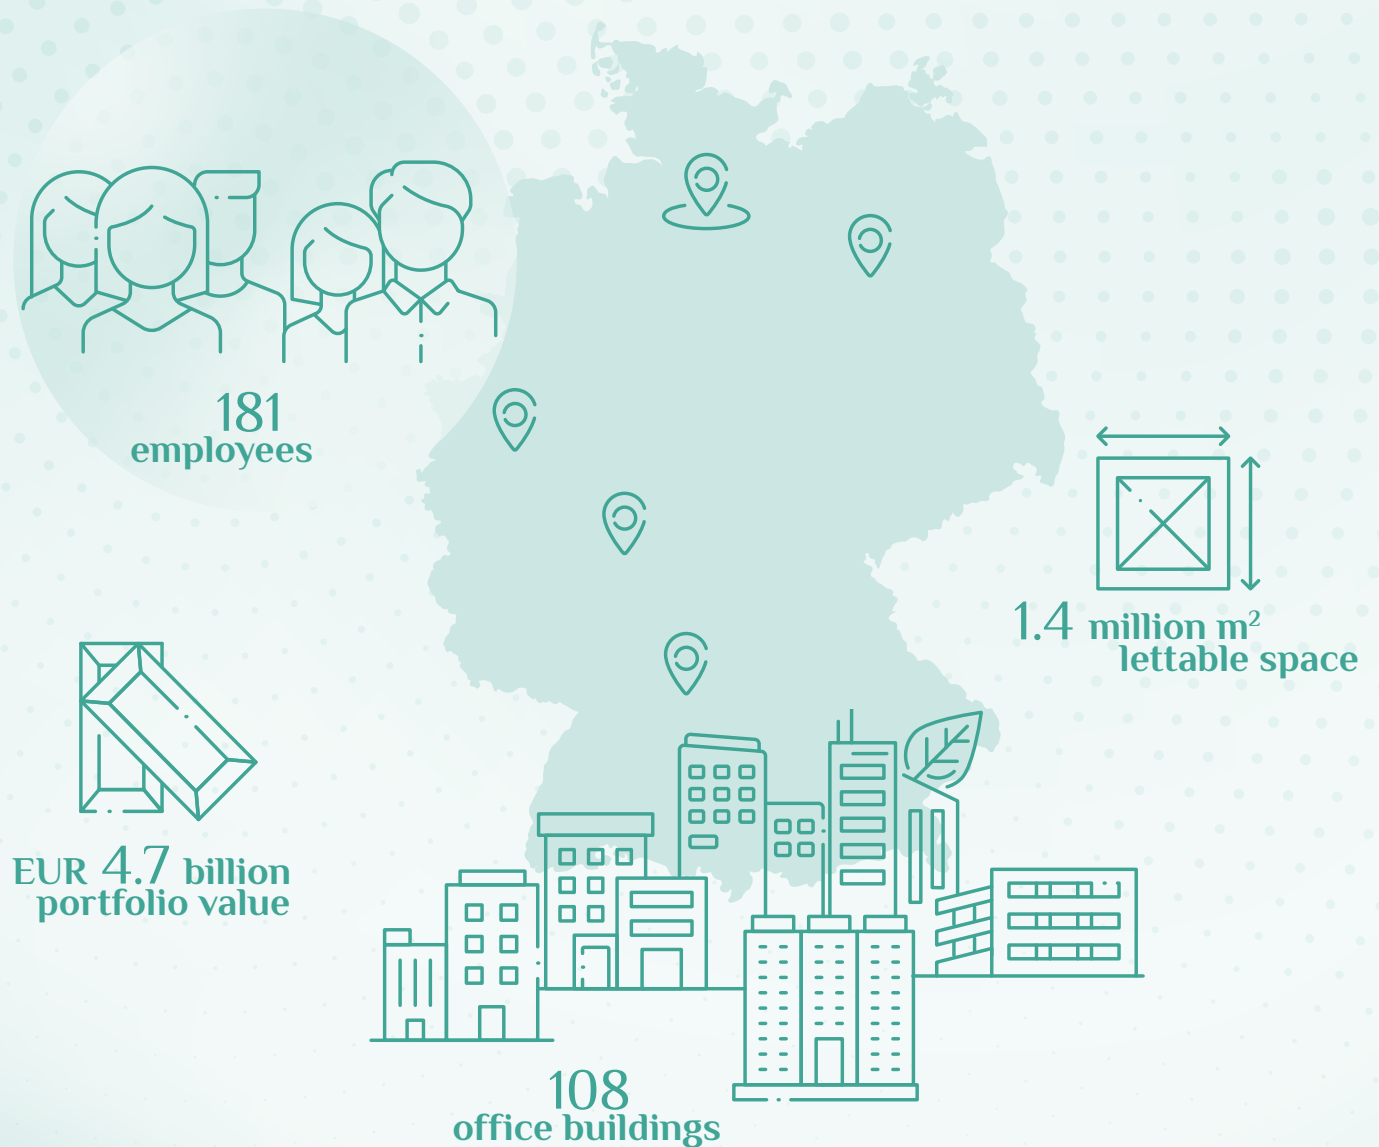 181
employees
1.4 million m²
lettable space
EUR 4.7 billion
portfolio value
108
office buildings